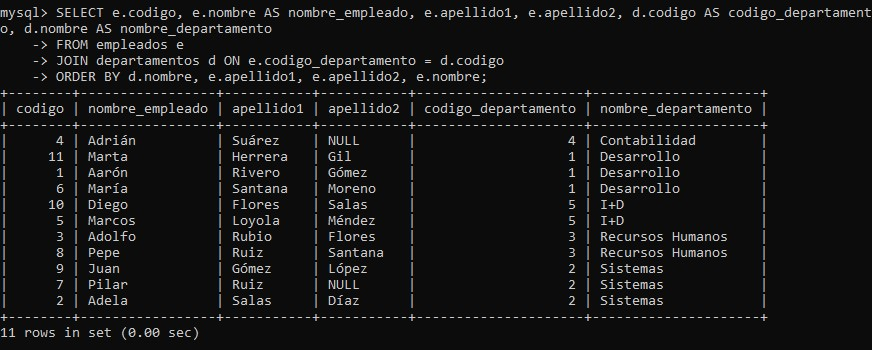 mysql> SELECT e.codigo, e.nombre AS nombre_empleado, e.apellido1, e.apellido2, d.codigo AS codigo_departament
o, d.nombre AS nombre_departamento
    -> FROM empleados e
    -> JOIN departamentos d ON e.codigo_departamento = d.codigo
    -> ORDER BY d.nombre, e.apellido1, e.apellido2, e.nombre;
+--------+-----------------+-----------+-----------+---------------------+---------------------+
| codigo | nombre_empleado | apellido1 | apellido2 | codigo_departamento | nombre_departamento |
+--------+-----------------+-----------+-----------+---------------------+---------------------+
|      4 | Adrián          | Suárez    | NULL      |                   4 | Contabilidad        |
|     11 | Marta           | Herrera   | Gil       |                   1 | Desarrollo          |
|      1 | Aarón           | Rivero    | Gómez     |                   1 | Desarrollo          |
|      6 | María           | Santana   | Moreno    |                   1 | Desarrollo          |
|     10 | Diego           | Flores    | Salas     |                   5 | I+D                 |
|      5 | Marcos          | Loyola    | Méndez    |                   5 | I+D                 |
|      3 | Adolfo          | Rubio     | Flores    |                   3 | Recursos Humanos    |
|      8 | Pepe            | Ruiz      | Santana   |                   3 | Recursos Humanos    |
|      9 | Juan            | Gómez     | López     |                   2 | Sistemas            |
|      7 | Pilar           | Ruiz      | NULL      |                   2 | Sistemas            |
|      2 | Adela           | Salas     | Díaz      |                   2 | Sistemas            |
+--------+-----------------+-----------+-----------+---------------------+---------------------+
11 rows in set (0.00 sec)